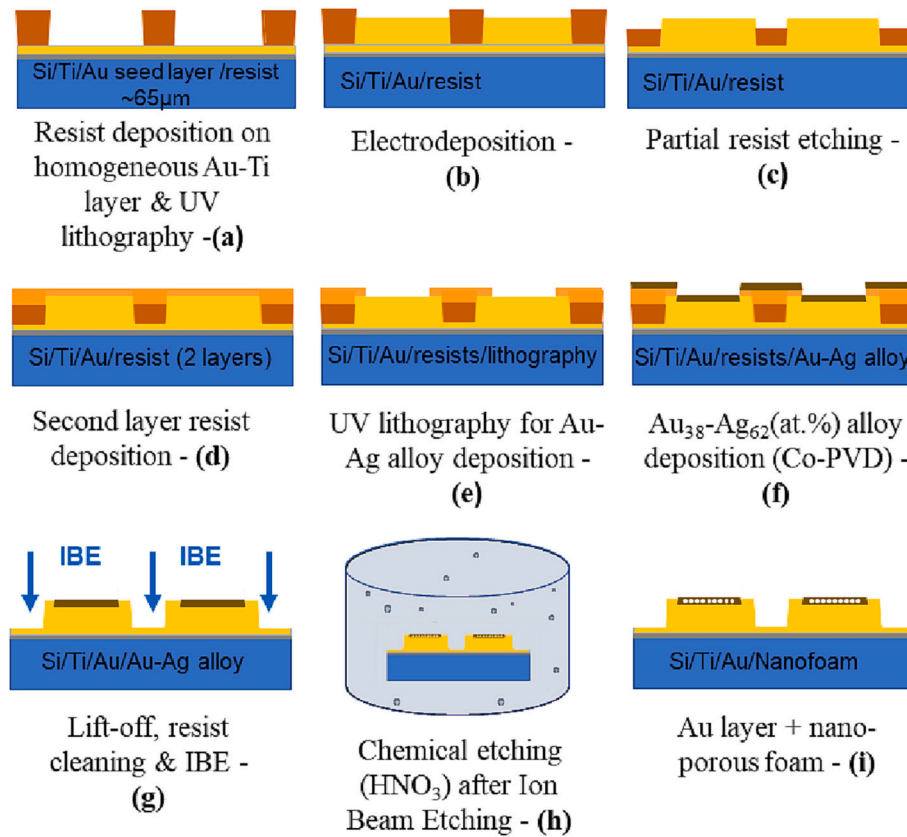 Si/Ti/Au seed layer /resist
~65µm
Resist deposition on
homogeneous Au-Ti
layer & UV
lithography -(a)
Si/Ti/Au/resist
Electrodeposition -
(b)
Si/Ti/Au/resist
Partial resist etching -
(c)
Si/Ti/Au/resist (2 layers)
Second layer resist
deposition - (d)
Si/Ti/Au/resists/lithography
UV lithography for Au-
Ag alloy deposition -
(e)
Si/Ti/Au/resists/Au-Ag alloy
Au₃₈-Ag₆₂(at.%) alloy
deposition (Co-PVD) -
(f)
IBE IBE
Si/Ti/Au/Au-Ag alloy
Lift-off, resist
cleaning & IBE -
(g)
Chemical etching
(HNO₃) after Ion
Beam Etching - (h)
Si/Ti/Au/Nanofoam
Au layer + nano-
porous foam - (i)